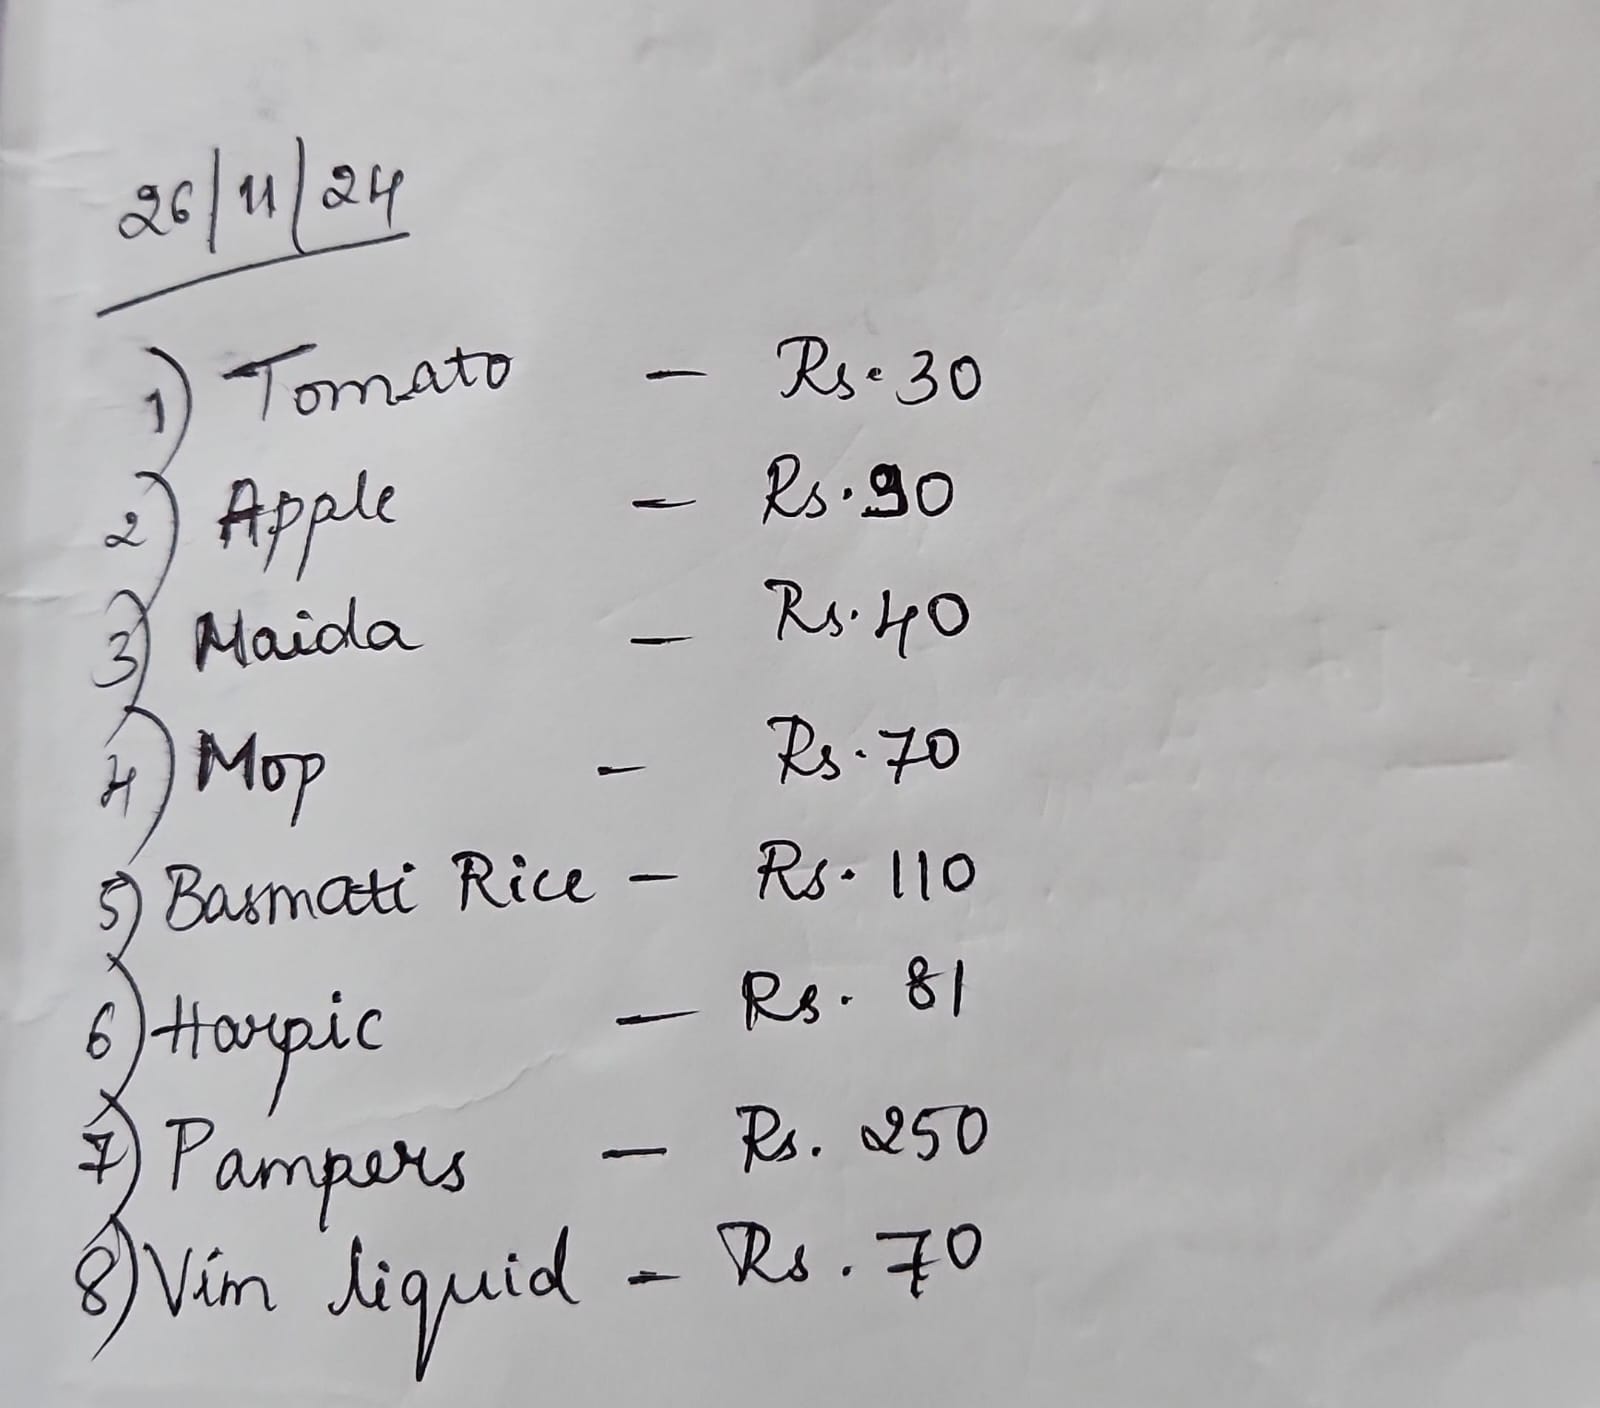 26/11/24
1) Tomato - Rs. 30
2) Apple - Rs. 90
3) Maida - Rs. 40
4) Mop - Rs. 70
5) Basmati Rice - Rs. 110
6) Harpic - Rs. 81
7) Pampers - Rs. 250
8) Vim liquid - Rs. 70